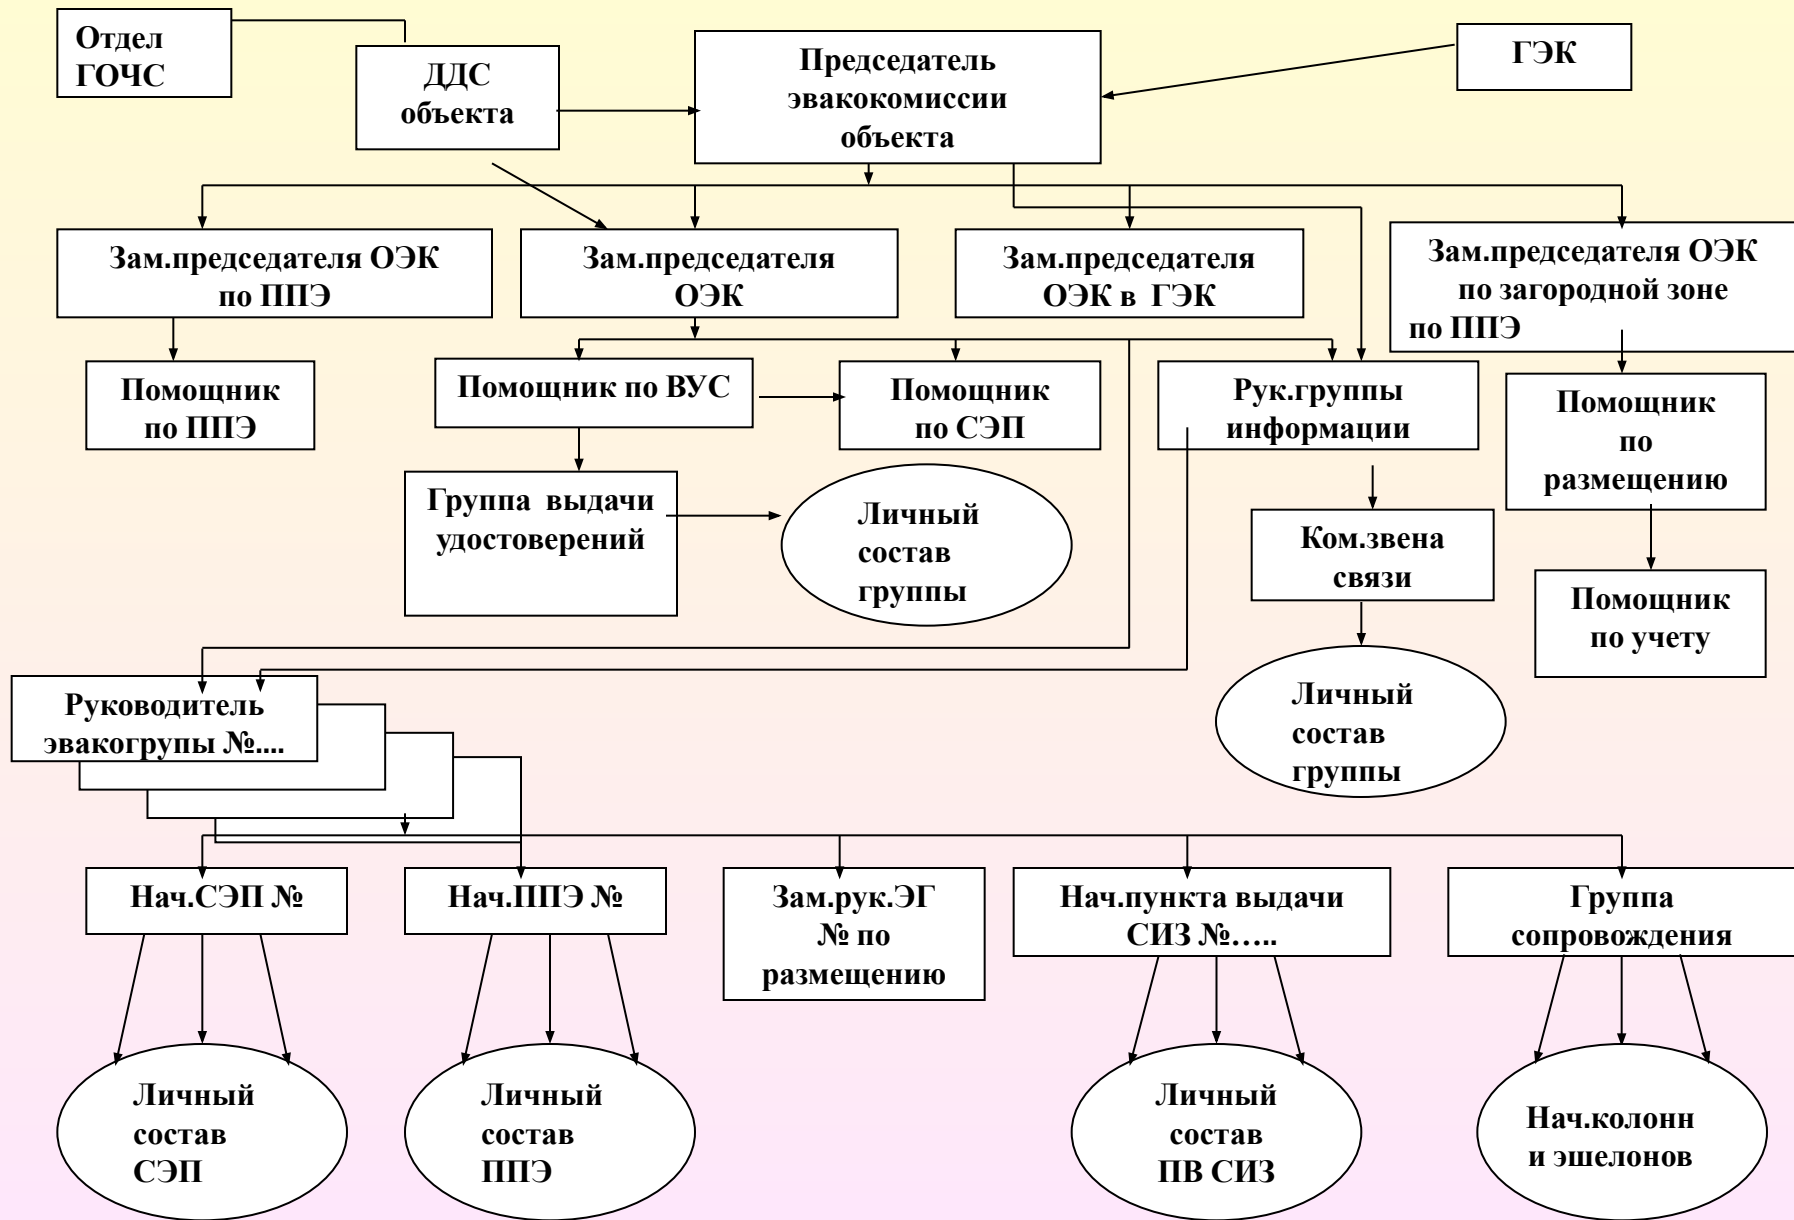 Отдел
ГОЧС
ДДС
объекта
Председатель
эвакокомиссии
объекта
ГЭК
Зам.председателя ОЭК
по ППЭ
Зам.председателя
ОЭК
Зам.председателя
ОЭК в ГЭК
Зам.председателя ОЭК
по загородной зоне
по ППЭ
Помощник
по ППЭ
Помощник по ВУС
Помощник
по СЭП
Рук.группы
информации
Помощник
по
размещению
Группа выдачи
удостоверений
Личный
состав
группы
Ком.звена
связи
Помощник
по учету
Личный
состав
группы
Руководитель
эвакогрупы №....
Нач.СЭП №
Нач.ППЭ №
Зам.рук.ЭГ
№ по
размещению
Нач.пункта выдачи
СИЗ №…..
Группа
сопровождения
Личный
состав
СЭП
Личный
состав
ППЭ
Личный
состав
ПВ СИЗ
Нач.колонн
и эшелонов